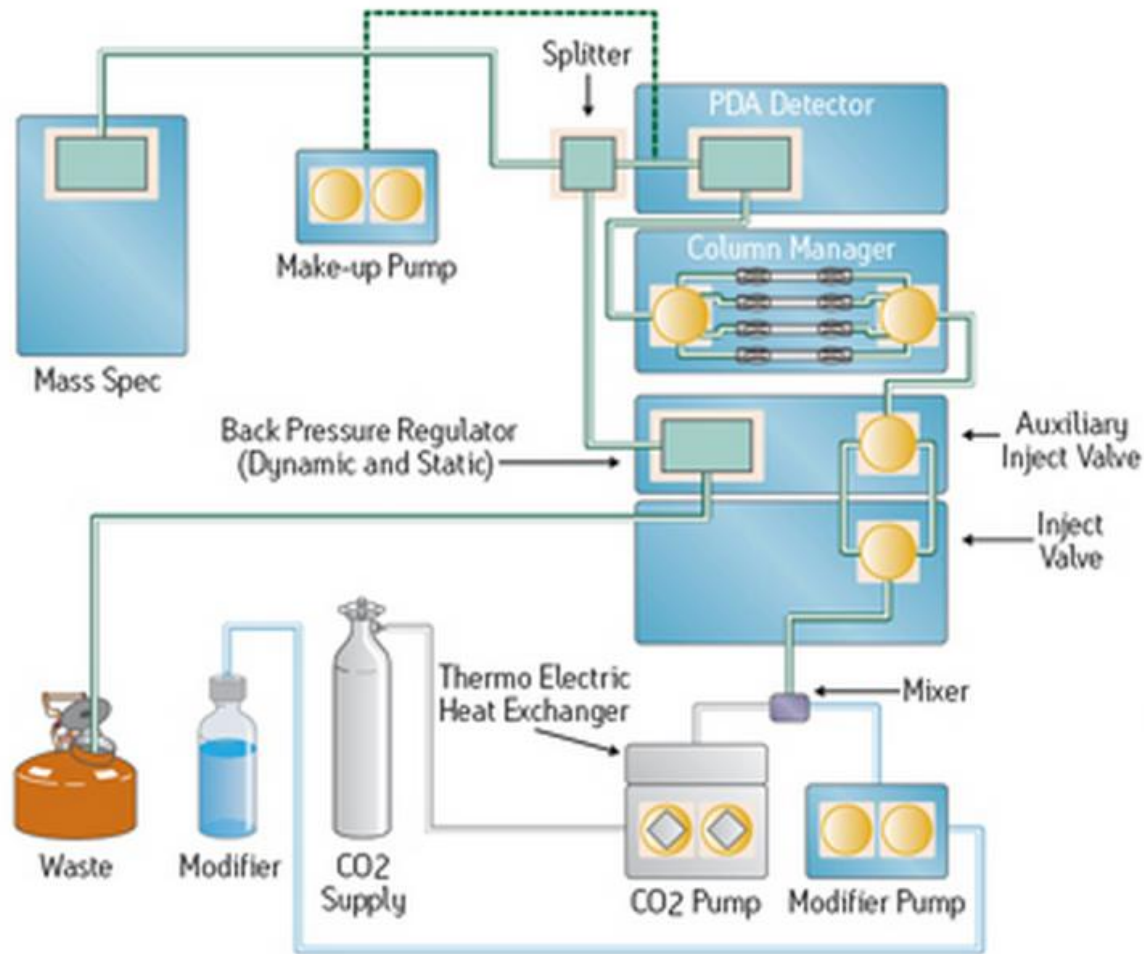 Splitter
PDA Detector
Column Manager
Make-up Pump
Mass Spec
Back Pressure Regulator
(Dynamic and Static)
Auxiliary
Inject Valve
Inject
Valve
Thermo Electric
Heat Exchanger
Mixer
Waste
Modifier
CO2
Supply
CO2 Pump
Modifier Pump